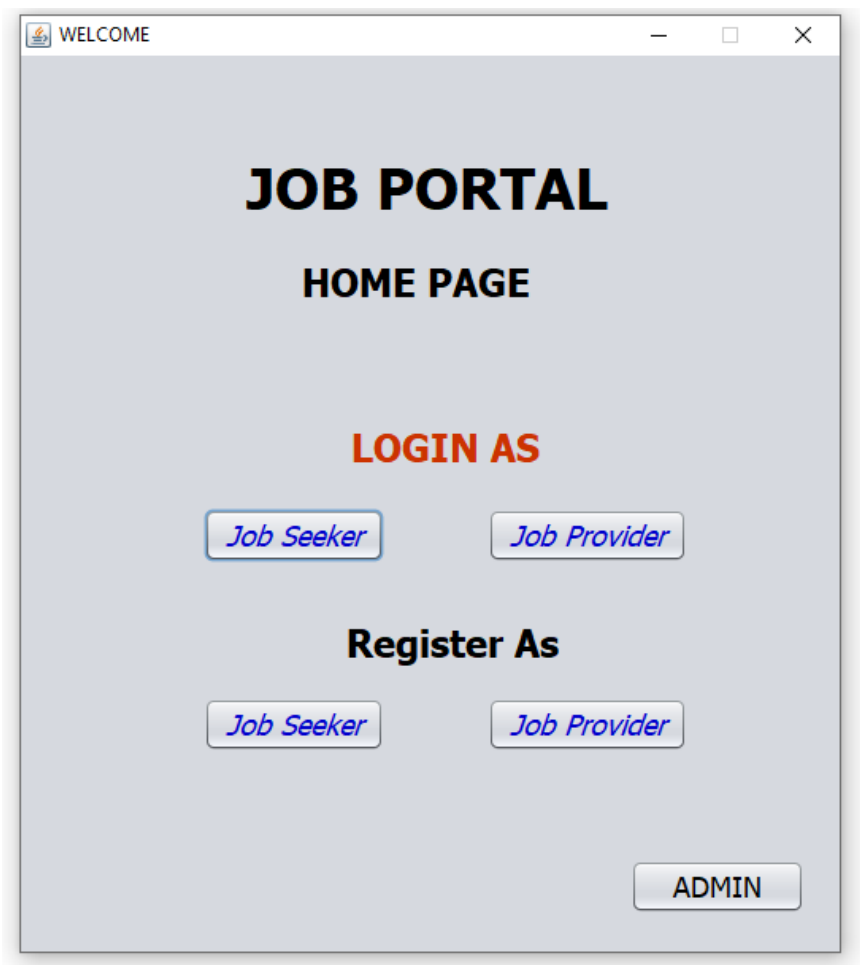 WELCOME
JOB PORTAL
HOME PAGE
LOGIN AS
Job Seeker Job Provider
Register As
Job Seeker Job Provider
ADMIN